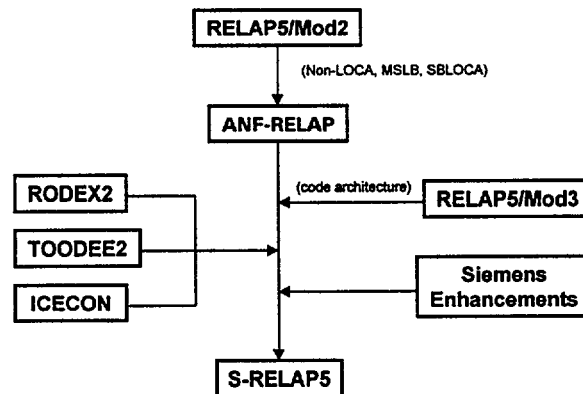 RELAP5/Mod2
(Non-LOCA, MSLB, SBLOCA)
ANF-RELAP
RODEX2
(code architecture)
RELAP5/Mod3
TOODEE2
Siemens
Enhancements
ICECON
S-RELAP5